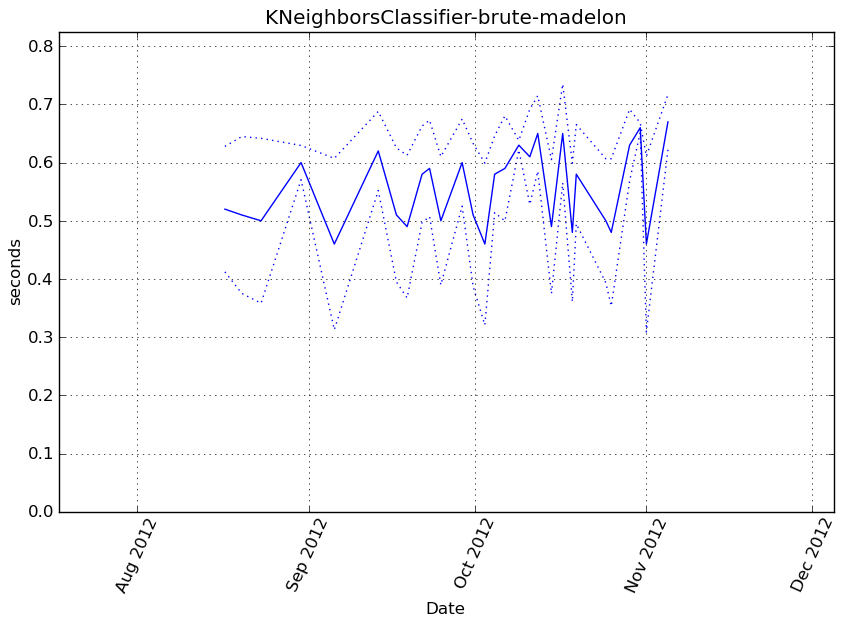 KNeighborsClassifier-brute-madelon
0.8
0.7
0.6
0.5
0.4
0.3
0.2
0.1
0.0
seconds
Aug 2012
Sep 2012
Oct 2012
Nov 2012
Dec 2012
Date